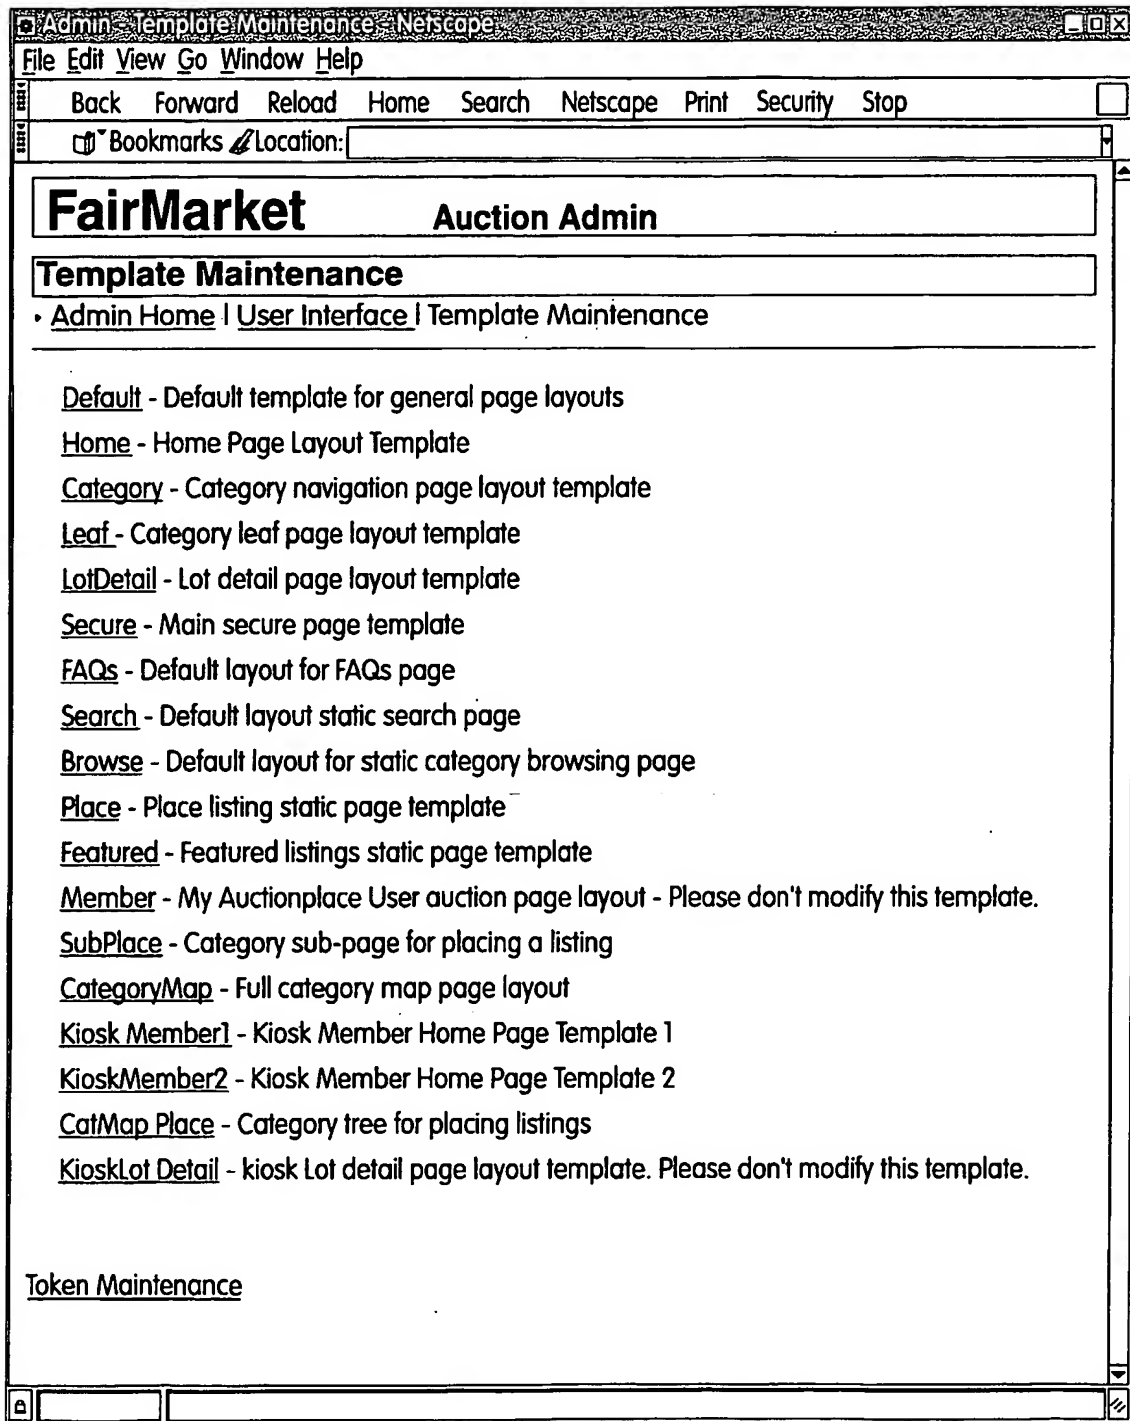 Admin - Template Maintenance - Netscape
File Edit View Go Window Help
Back Forward Reload Home Search Netscape Print Security Stop
Bookmarks Location:
FairMarket Auction Admin
Template Maintenance
Admin Home | User Interface | Template Maintenance
Default - Default template for general page layouts
Home - Home Page Layout Template
Category - Category navigation page layout template
Leaf - Category leaf page layout template
LotDetail - Lot detail page layout template
Secure - Main secure page template
FAQs - Default layout for FAQs page
Search - Default layout static search page
Browse - Default layout for static category browsing page
Place - Place listing static page template
Featured - Featured listings static page template
Member - My Auctionplace User auction page layout - Please don't modify this template.
SubPlace - Category sub-page for placing a listing
CategoryMap - Full category map page layout
Kiosk Member1 - Kiosk Member Home Page Template 1
KioskMember2 - Kiosk Member Home Page Template 2
CatMap Place - Category tree for placing listings
KioskLot Detail - kiosk Lot detail page layout template. Please don't modify this template.
Token Maintenance